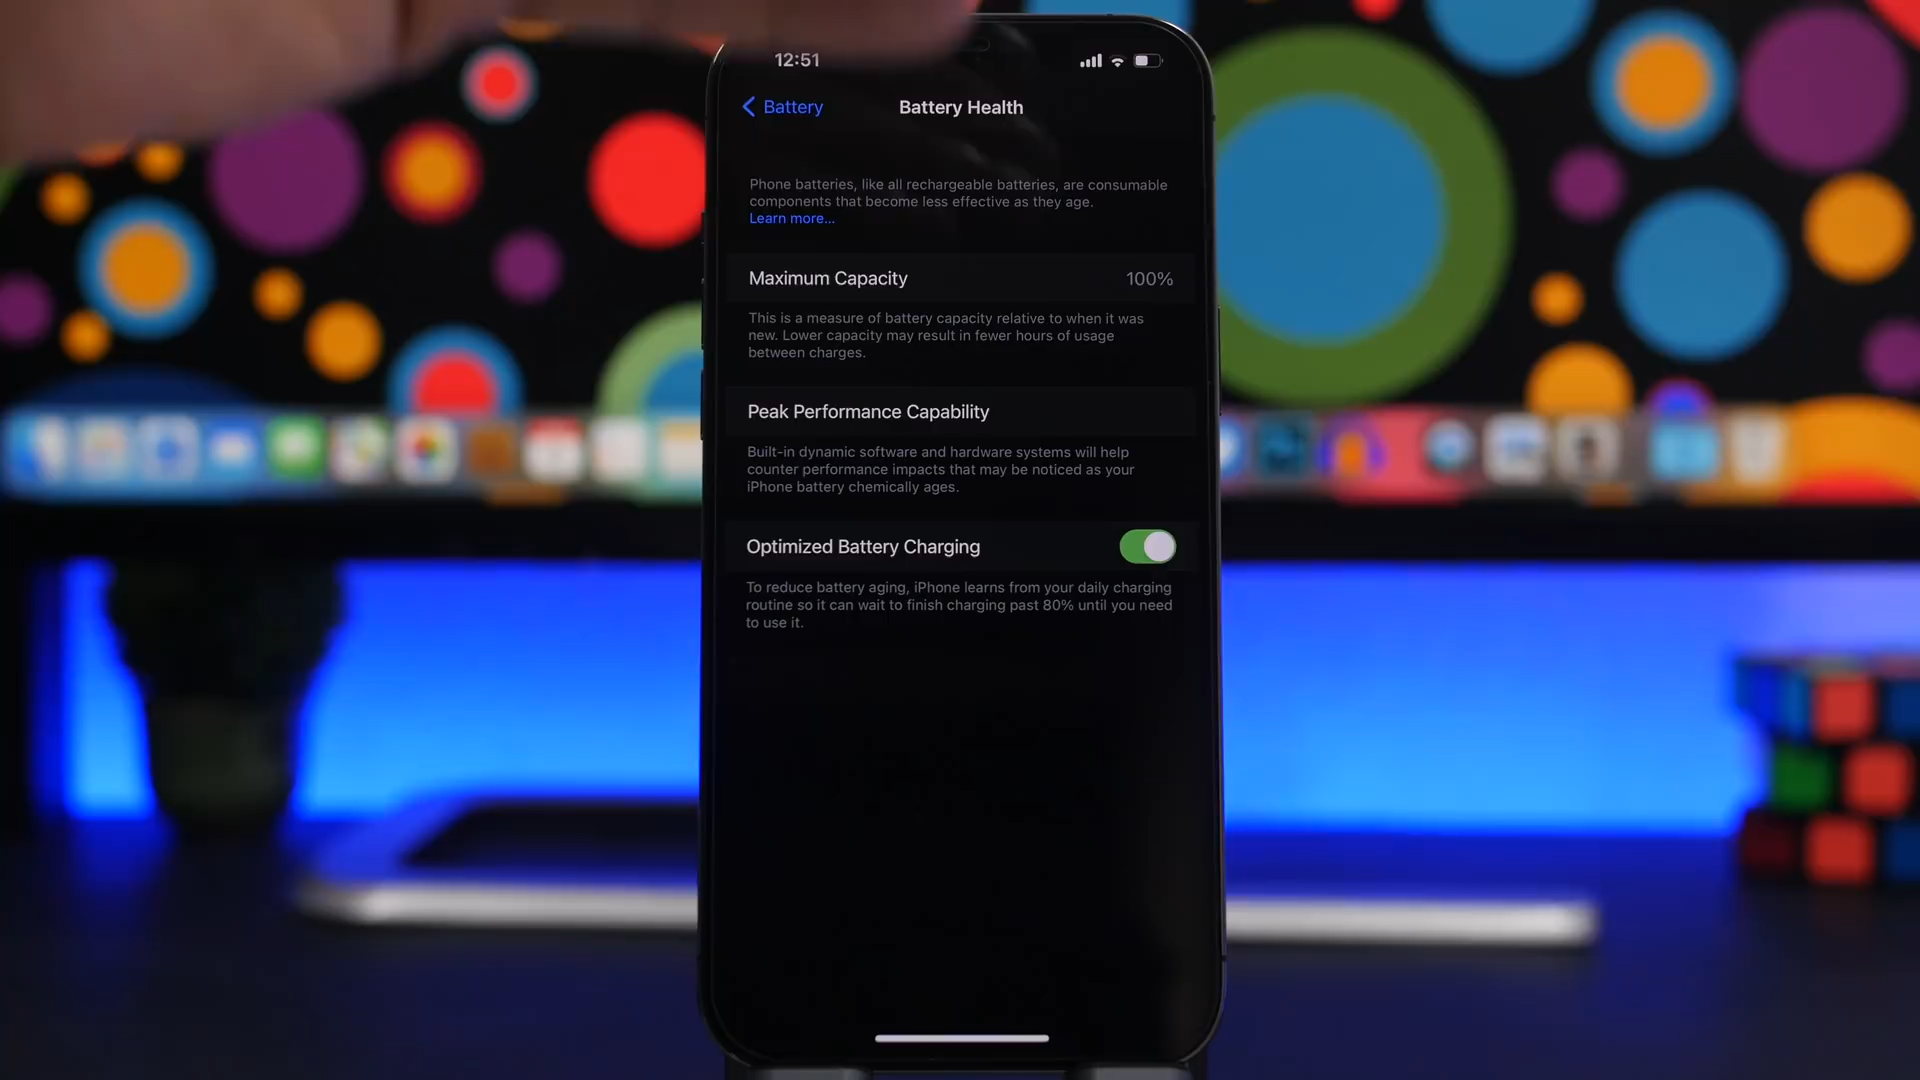 12:51
Battery
Battery Health
Phone batteries, like all rechargeable batteries, are consumable
components that become less effective as they age.
Learn more...
Maximum Capacity 100%
This is a measure of battery capacity relative to when it was
new. Lower capacity may result in fewer hours of usage
between charges.
Peak Performance Capability
Built-in dynamic software and hardware systems will help
counter performance impacts that may be noticed as your
iPhone battery chemically ages.
Optimized Battery Charging
To reduce battery aging, iPhone learns from your daily charging
routine so it can wait to finish charging past 80% until you need
to use it.